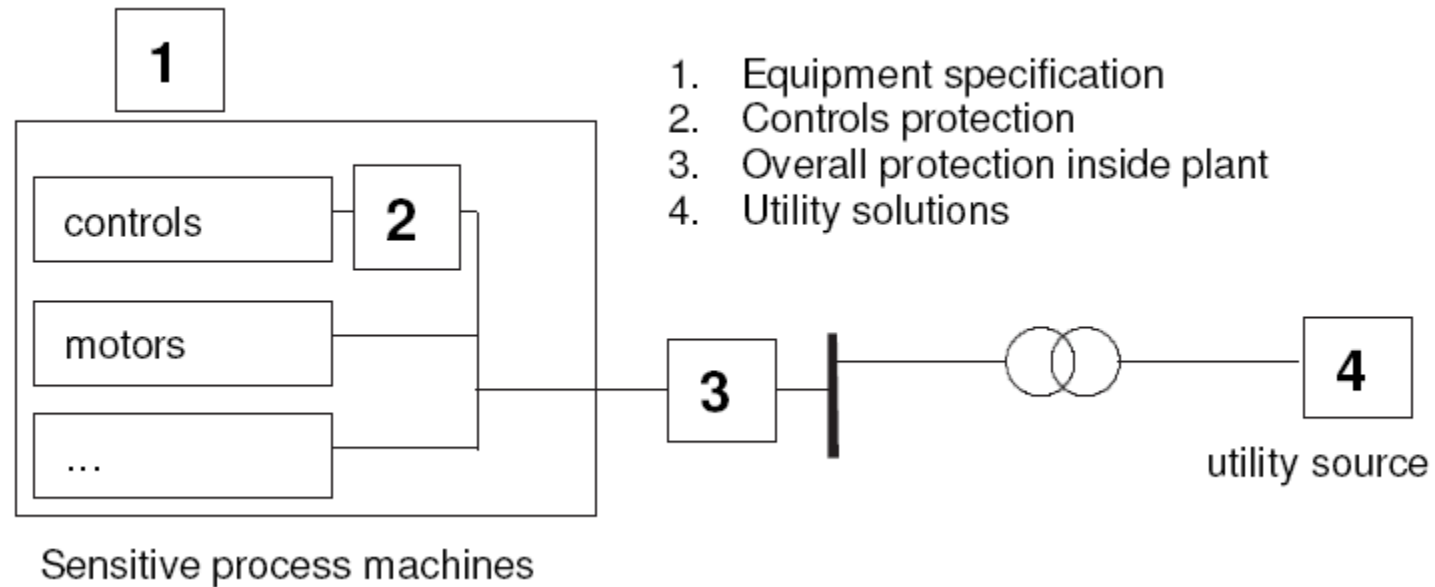 1
1. Equipment specification
2. Controls protection
3. Overall protection inside plant
4. Utility solutions
controls
2
motors
...
3
4
utility source
Sensitive process machines